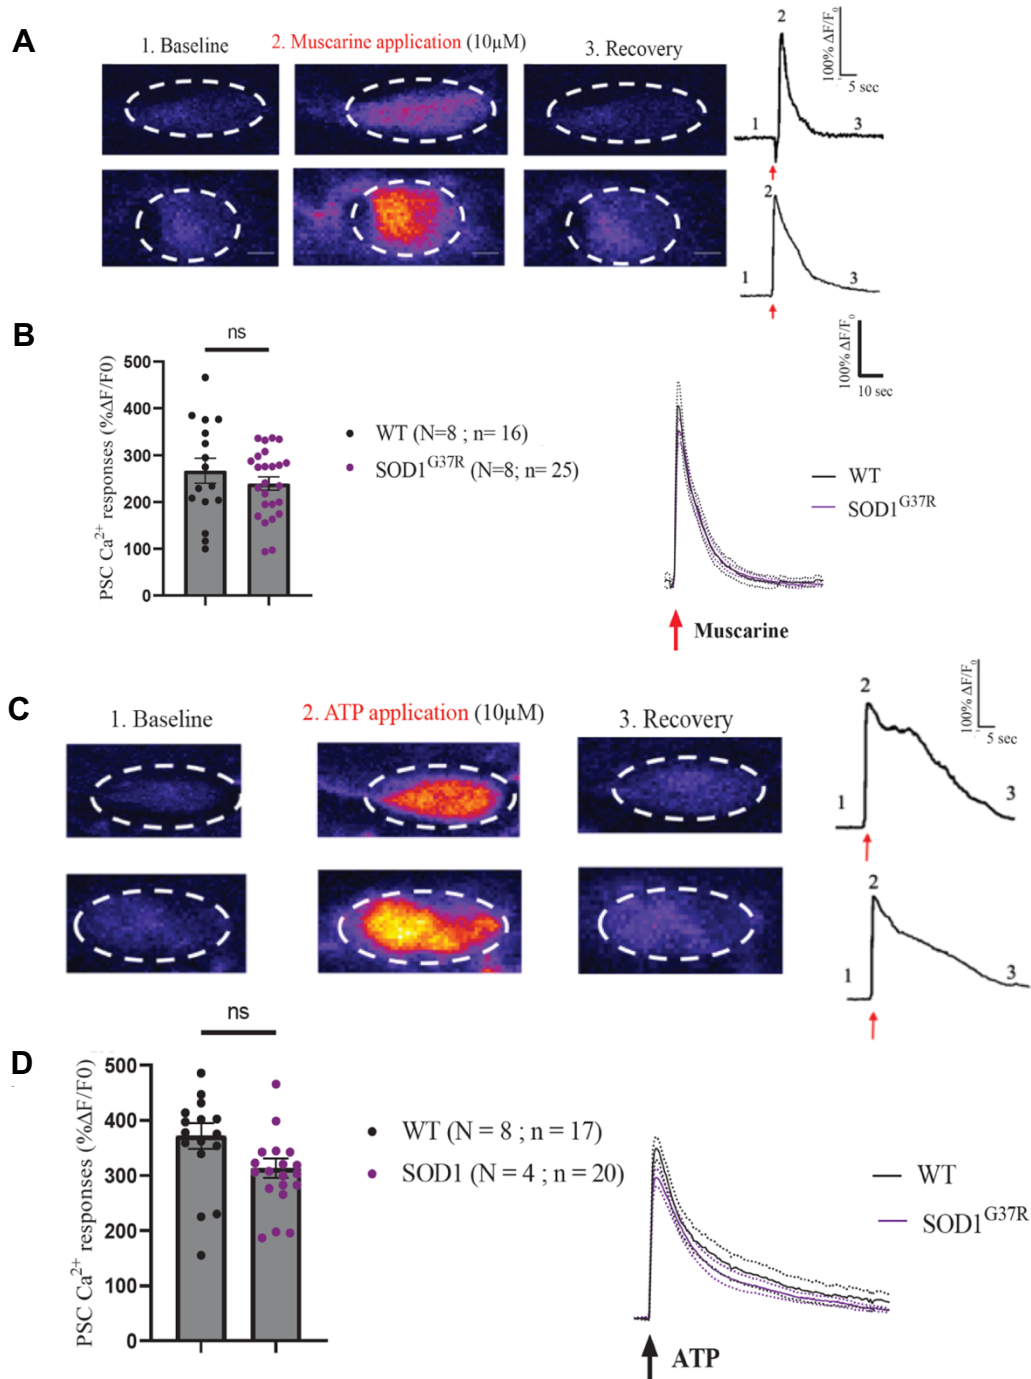 A
1. Baseline
2. Muscarine application (10µM)
3. Recovery
2
100% ΔF/F0
5 sec
1
3
2
1
3
B
ns
PSC Ca2+ responses (%ΔF/F0)
500
400
300
200
100
0
WT (N=8 ; n= 16)
SOD1G37R (N=8; n= 25)
100% ΔF/F0
10 sec
WT
SOD1G37R
Muscarine
C
1. Baseline
2. ATP application (10µM)
3. Recovery
2
100% ΔF/F0
5 sec
1
3
2
1
3
D
ns
PSC Ca2+ responses (%ΔF/F0)
500
400
300
200
100
0
WT (N = 8 ; n = 17)
SOD1 (N = 4 ; n = 20)
WT
SOD1G37R
ATP